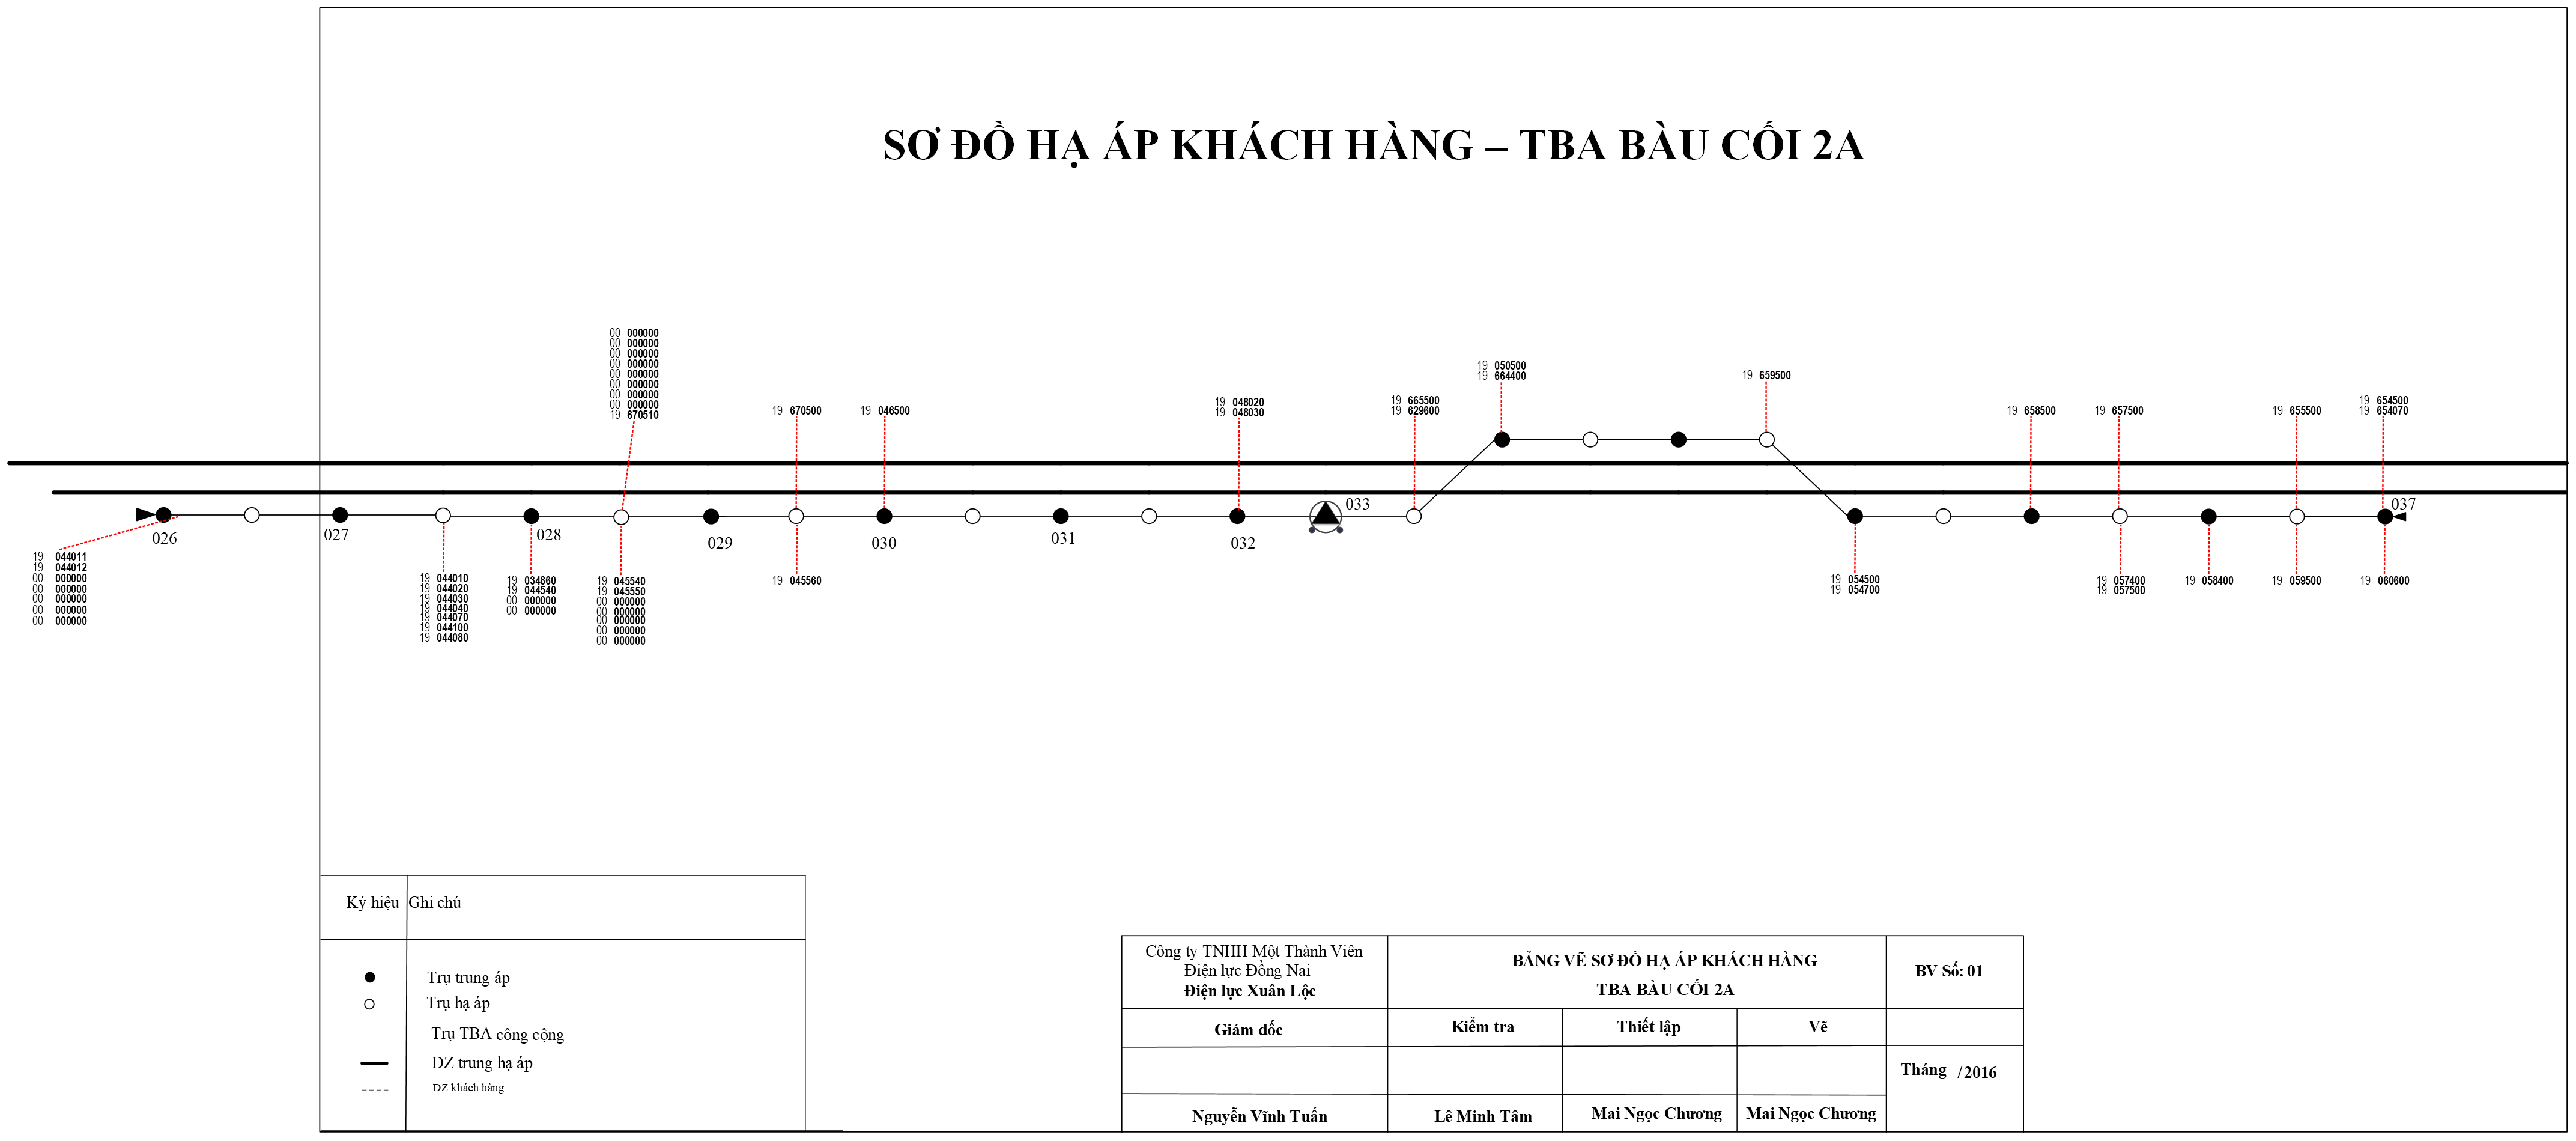 SƠ ĐỒ HẠ ÁP KHÁCH HÀNG – TBA BÀU CỐI 2A
00 000000
00 000000
00 000000
00 000000
00 000000
00 000000
00 000000
00 000000
19 670510
19 670500
19 046500
19 048020
19 048030
19 665500
19 629600
19 050500
19 664400
19 659500
19 658500
19 657500
19 655500
19 654500
19 654070
026
027
028
029
030
031
032
033
037
19 044011
19 044012
00 000000
00 000000
00 000000
00 000000
00 000000
19 044010
19 044020
19 044030
19 044040
19 044070
19 044100
19 044080
19 034860
19 044540
00 000000
00 000000
19 045540
19 045550
00 000000
00 000000
00 000000
00 000000
00 000000
19 045560
19 054500
19 054700
19 057400
19 057500
19 058400
19 059500
19 060600
Ký hiệu Ghi chú
Trụ trung áp
Trụ hạ áp
Trụ TBA công cộng
DZ trung hạ áp
DZ khách hàng
Công ty TNHH Một Thành Viên
Điện lực Đồng Nai
Điện lực Xuân Lộc
BẢNG VẼ SƠ ĐỒ HẠ ÁP KHÁCH HÀNG
TBA BÀU CỐI 2A
BV Số: 01
Giám đốc
Kiểm tra
Thiết lập
Vẽ
Tháng /2016
Nguyễn Vĩnh Tuấn
Lê Minh Tâm
Mai Ngọc Chương
Mai Ngọc Chương